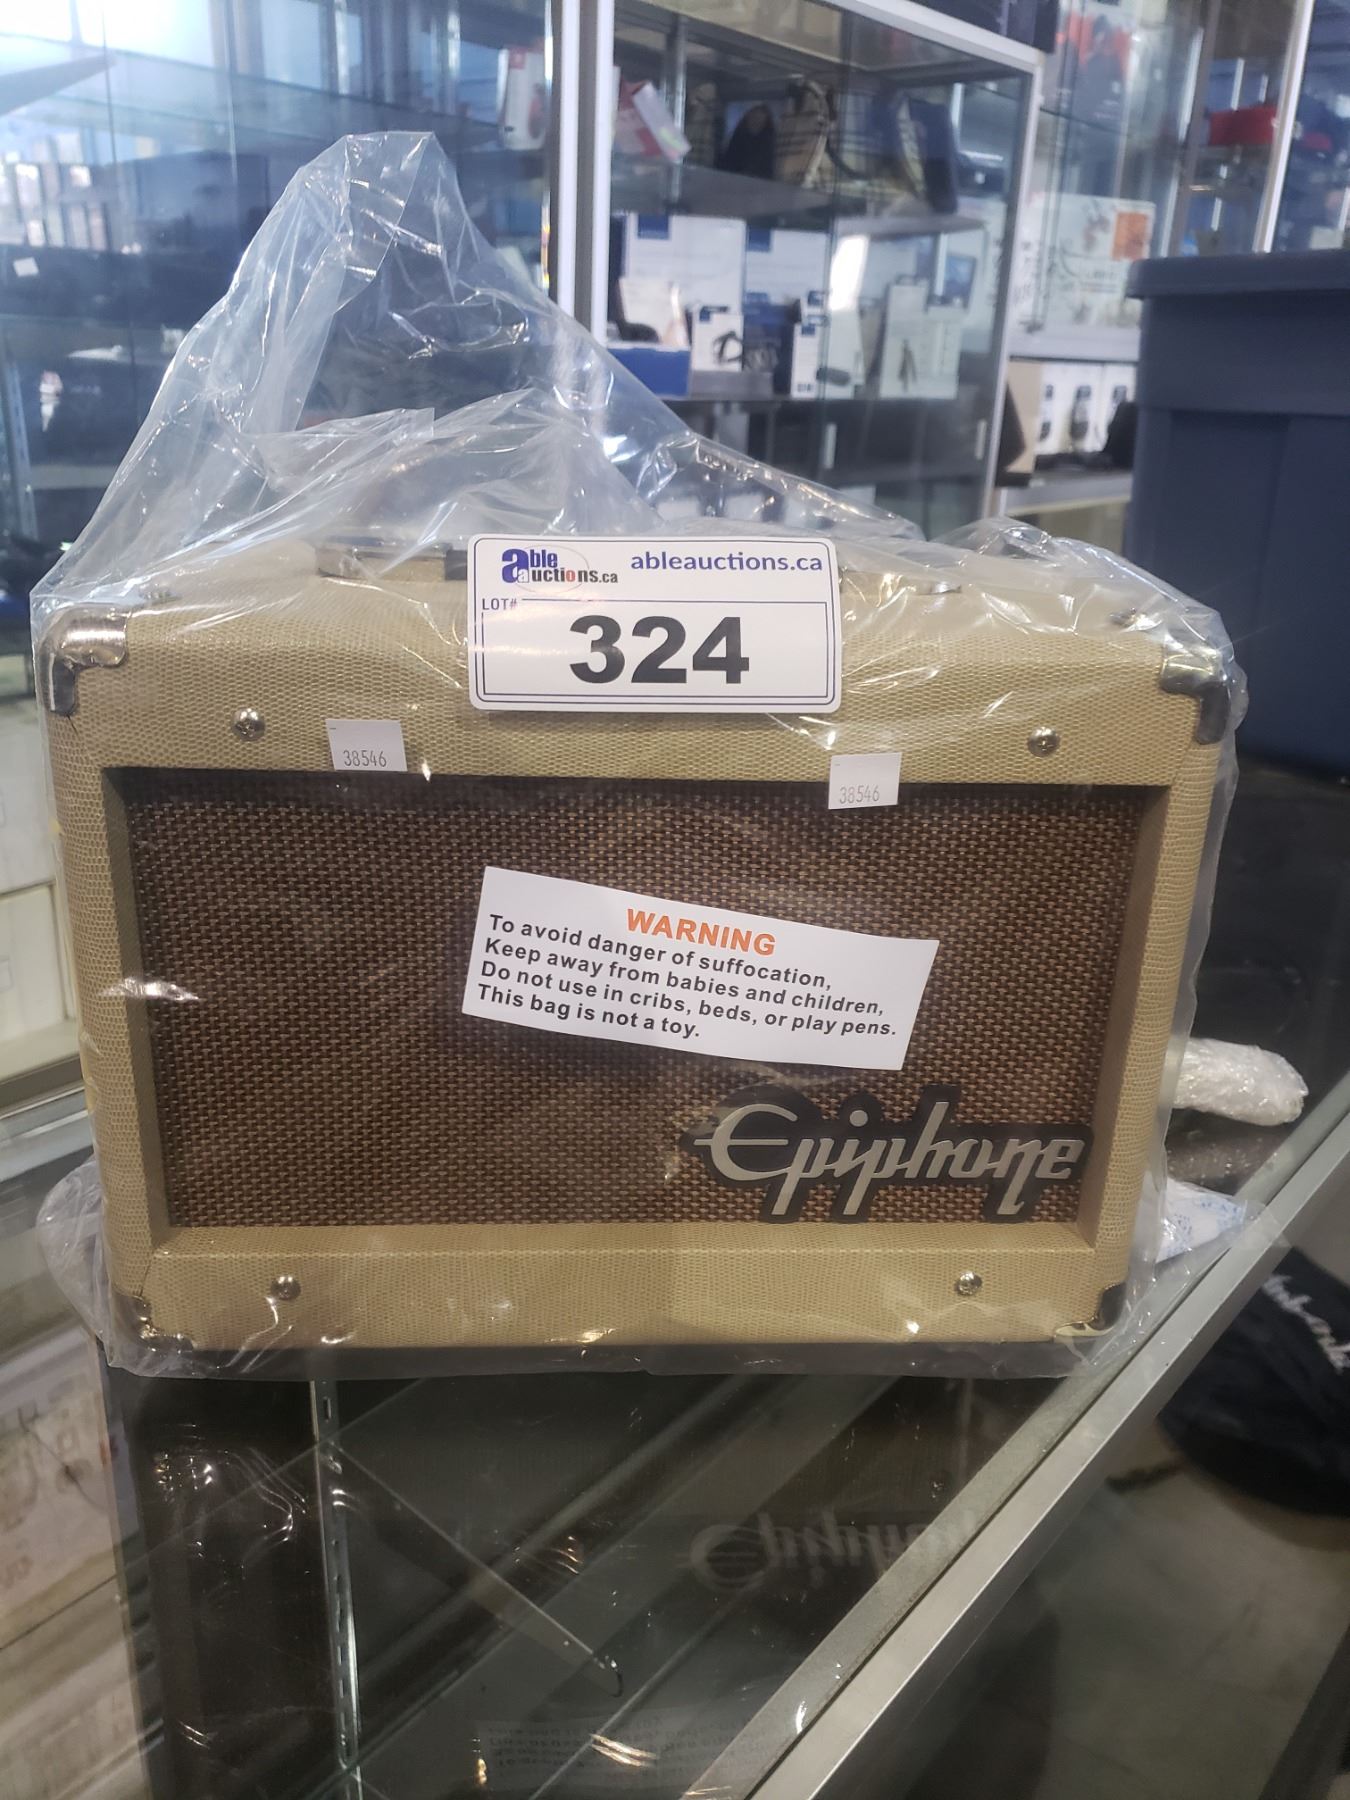 able auctions.ca
ableauctions.ca
LOT#
324
38546
38546
WARNING
To avoid danger of suffocation,
Keep away from babies and children,
Do not use in cribs, beds, or play pens.
This bag is not a toy.
Epiphone